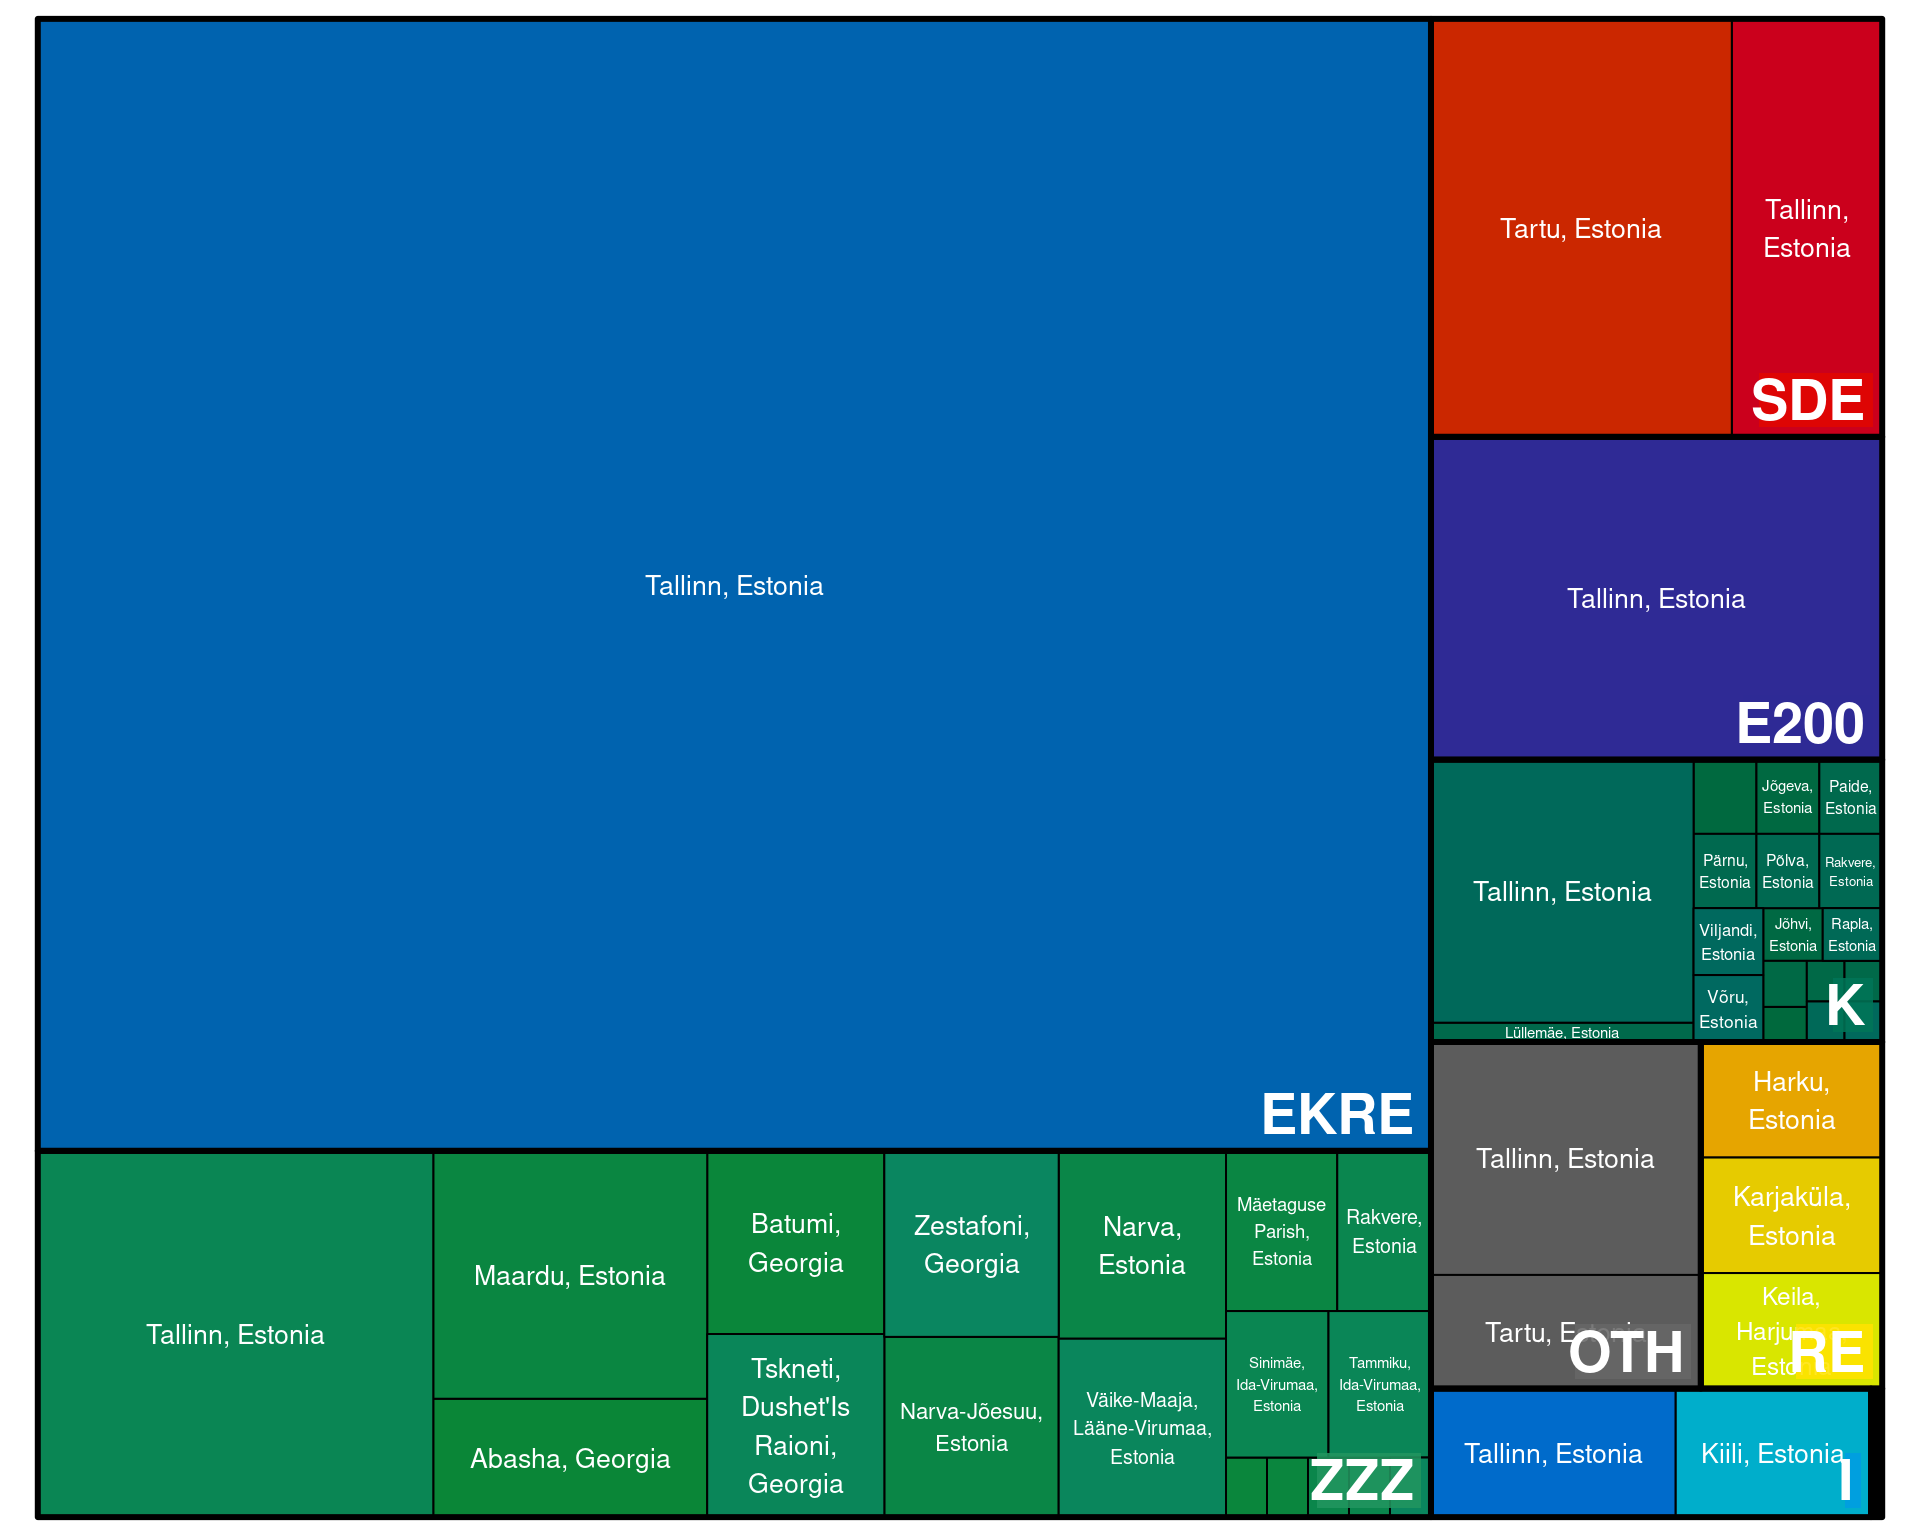 Tallinn, Estonia
EKRE
Tartu, Estonia
Tallinn,
Estonia
SDE
Tallinn, Estonia
E200
Tallinn, Estonia
Jõgeva,
Estonia
Paide,
Estonia
Pärnu,
Estonia
Põlva,
Estonia
Rakvere,
Estonia
Viljandi,
Estonia
Jõhvi,
Estonia
Rapla,
Estonia
Võru,
Estonia
Lüllemäe, Estonia
K
Tallinn, Estonia
Tartu, Estonia
OTH
Harku,
Estonia
Karjaküla,
Estonia
Keila,
RE
Tallinn, Estonia
Kiili, Estonia
I
Tallinn, Estonia
Maardu, Estonia
Abasha, Georgia
Batumi,
Georgia
Tskneti,
Dushet'Is
Raioni,
Georgia
Zestafoni,
Georgia
Narva-Jõesuu,
Estonia
Narva,
Estonia
Väike-Maaja,
Lääne-Virumaa,
Estonia
Mäetaguse
Parish,
Estonia
Rakvere,
Estonia
Sinimäe,
Ida-Virumaa,
Estonia
Tammiku,
Ida-Virumaa,
Estonia
ZZZ